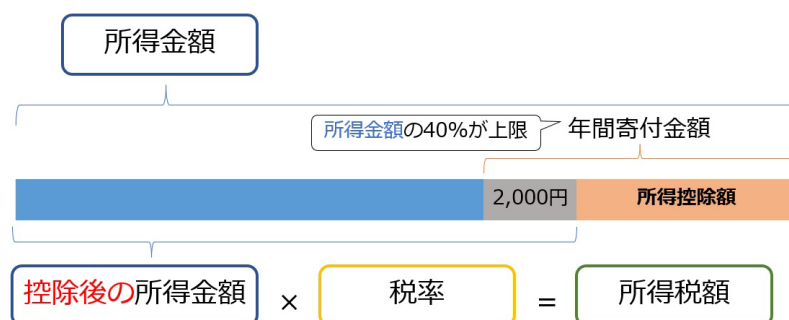 所得金額
所得金額の40%が上限
年間寄付金額
2,000円
所得控除額
控除後の所得金額 × 税率 = 所得税額